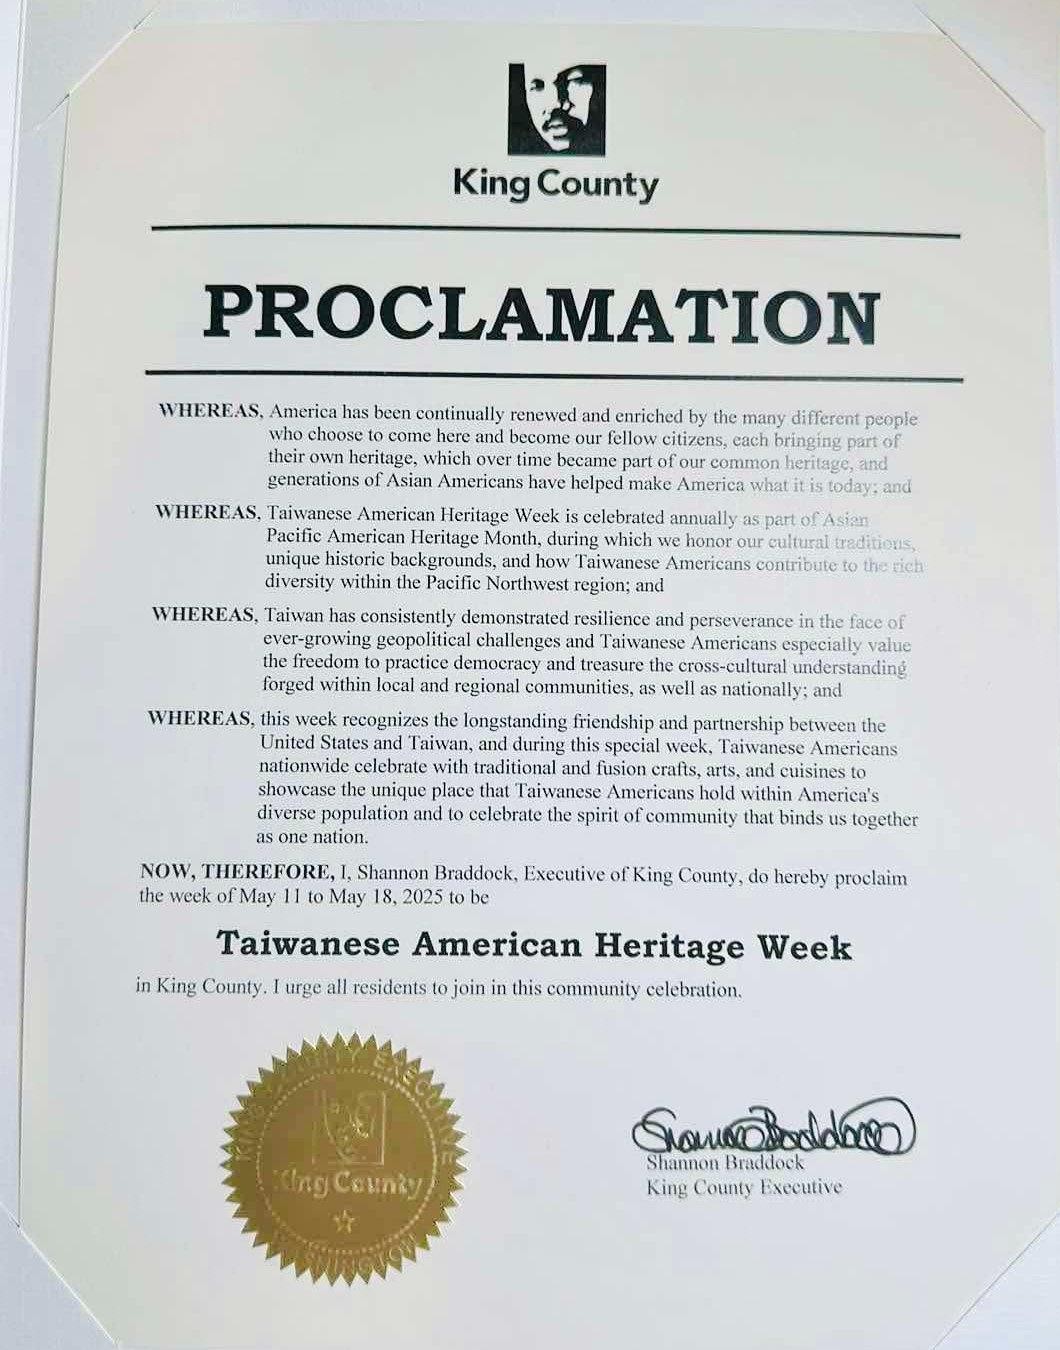 King County
PROCLAMATION
WHEREAS, America has been continually renewed and enriched by the many different people
who choose to come here and become our fellow citizens, each bringing part of
their own heritage, which over time became part of our common heritage, and
generations of Asian Americans have helped make America what it is today; and
WHEREAS, Taiwanese American Heritage Week is celebrated annually as part of Asian
Pacific American Heritage Month, during which we honor our cultural traditions,
unique historic backgrounds, and how Taiwanese Americans contribute to the rich
diversity within the Pacific Northwest region; and
WHEREAS, Taiwan has consistently demonstrated resilience and perseverance in the face of
ever-growing geopolitical challenges and Taiwanese Americans especially value
the freedom to practice democracy and treasure the cross-cultural understanding
forged within local and regional communities, as well as nationally; and
WHEREAS, this week recognizes the longstanding friendship and partnership between the
United States and Taiwan, and during this special week, Taiwanese Americans
nationwide celebrate with traditional and fusion crafts, arts, and cuisines to
showcase the unique place that Taiwanese Americans hold within America's
diverse population and to celebrate the spirit of community that binds us together
as one nation.
NOW, THEREFORE, I, Shannon Braddock, Executive of King County, do hereby proclaim
the week of May 11 to May 18, 2025 to be
Taiwanese American Heritage Week
in King County. I urge all residents to join in this community celebration.
KING COUNTY EXECUTIVE
King County
WASHINGTON
Shannon Braddock
Shannon Braddock
King County Executive